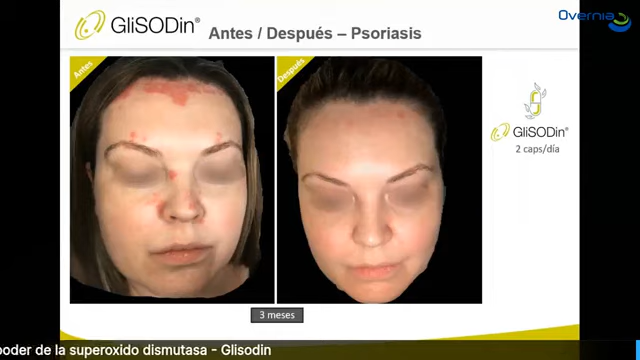 GliSODin®
Antes / Después – Psoriasis
Overnia
Antes
Después
GliSODin®
2 caps/día
3 meses
poder de la superoxido dismutasa - Glisodin